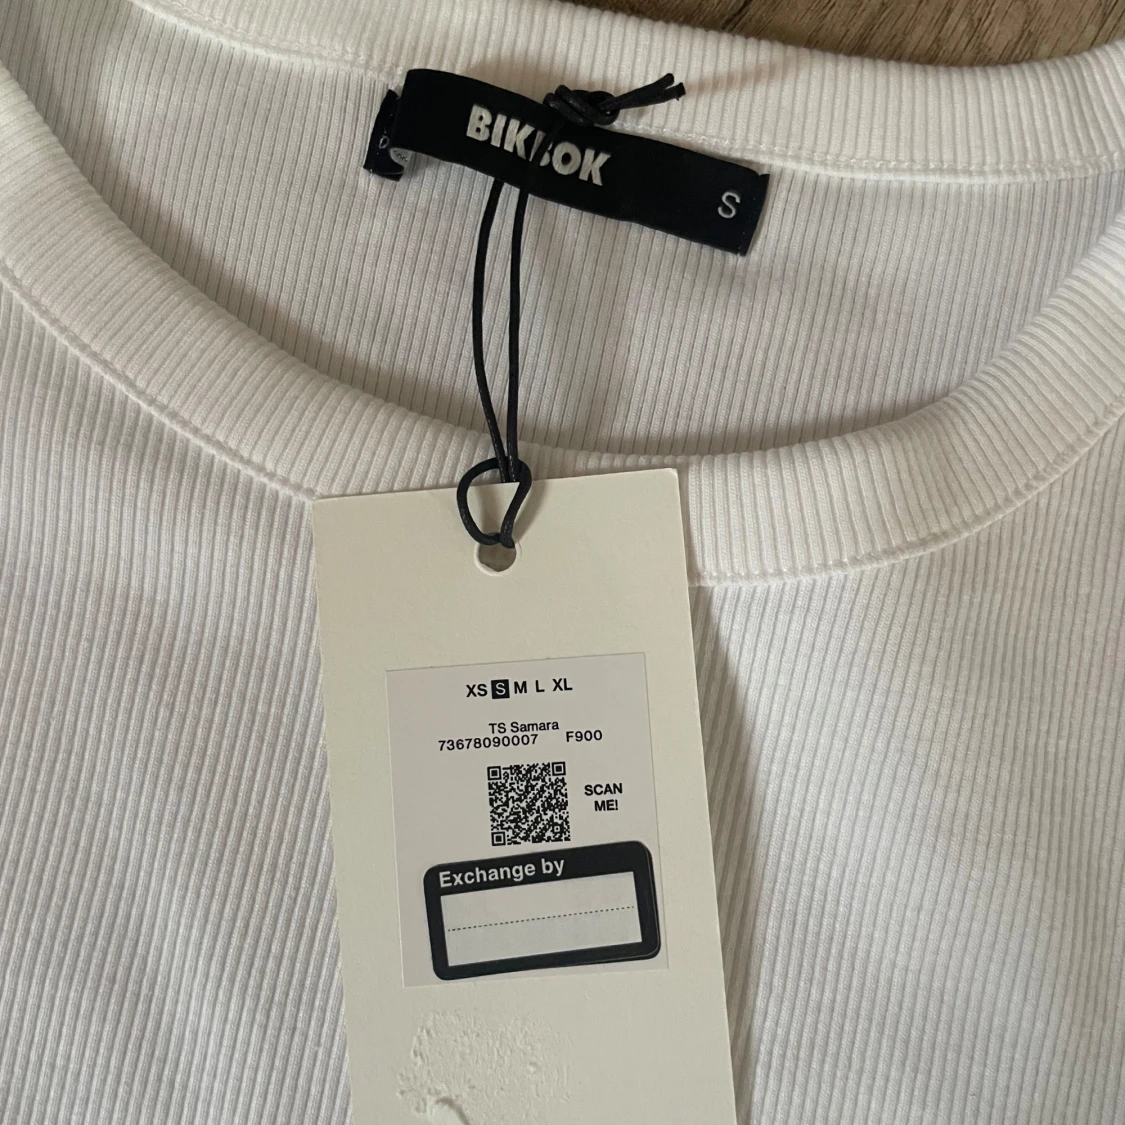 BIKBOK
S
XS S M L XL
TS Samara
73678090007 F900
SCAN
ME!
Exchange by